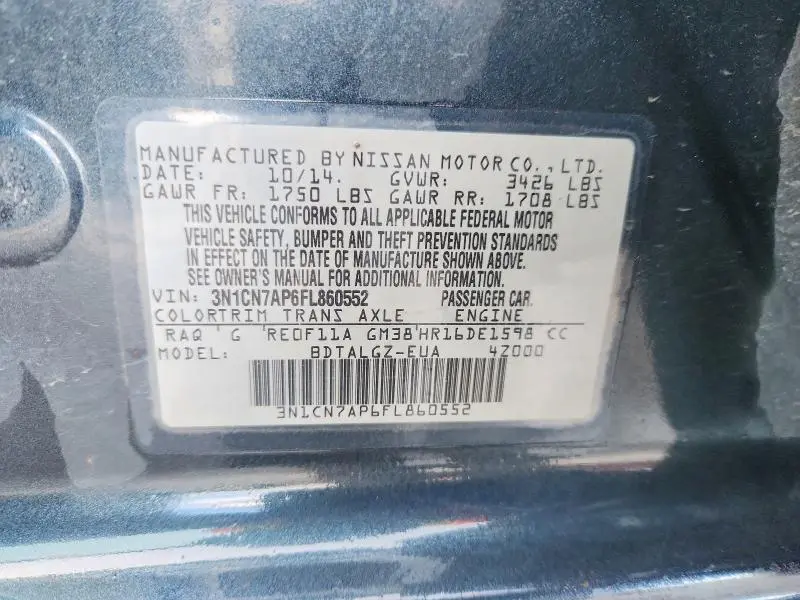 MANUFACTURED BY NISSAN MOTOR CO., LTD.
DATE: 10/14. GVWR: 3426 LBS
GAWR FR: 1750 LBS GAWR RR: 1708 LBS
THIS VEHICLE CONFORMS TO ALL APPLICABLE FEDERAL MOTOR
VEHICLE SAFETY, BUMPER AND THEFT PREVENTION STANDARDS
IN EFFECT ON THE DATE OF MANUFACTURE SHOWN ABOVE.
SEE OWNER'S MANUAL FOR ADDITIONAL INFORMATION.
VIN: 3N1CN7AP6FL860552 PASSENGER CAR.
COLORTRIM TRANS AXLE ENGINE
RAQ ' G 'RE0F11A GM38'HR16DE1598 CC
MODEL: BDTALGZ-EUA 4Z000
3N1CN7AP6FL860552